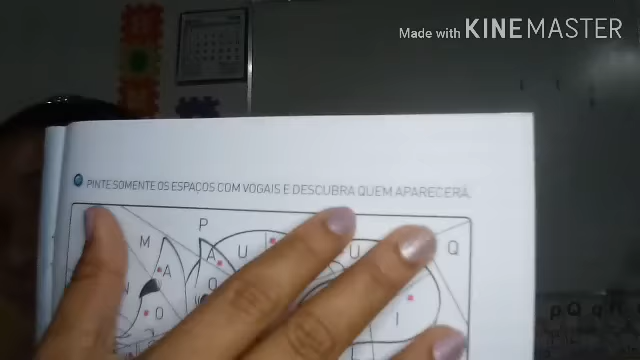 Made with KINEMASTER
PINTE SOMENTE OS ESPAÇOS COM VOGAIS E DESCUBRA QUEM APARECERÁ.
P
M A U U Q
A
O I
O